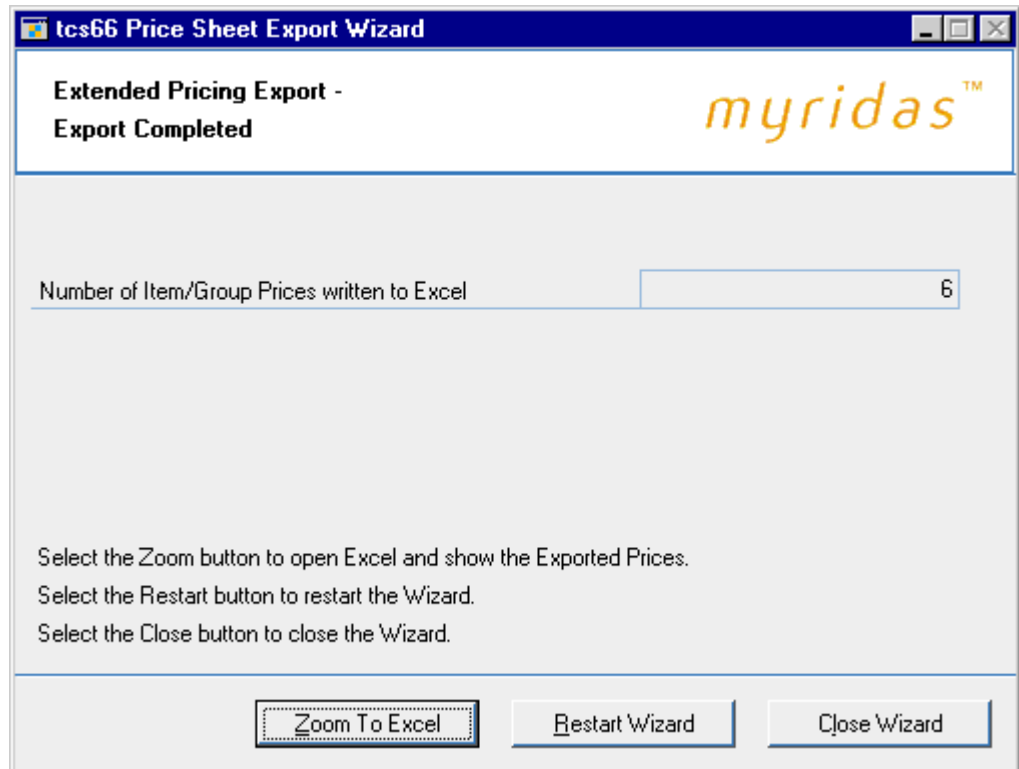 tcs66 Price Sheet Export Wizard
Extended Pricing Export -
Export Completed
myridas™
Number of Item/Group Prices written to Excel 6
Select the Zoom button to open Excel and show the Exported Prices.
Select the Restart button to restart the Wizard.
Select the Close button to close the Wizard.
Zoom To Excel Restart Wizard Close Wizard